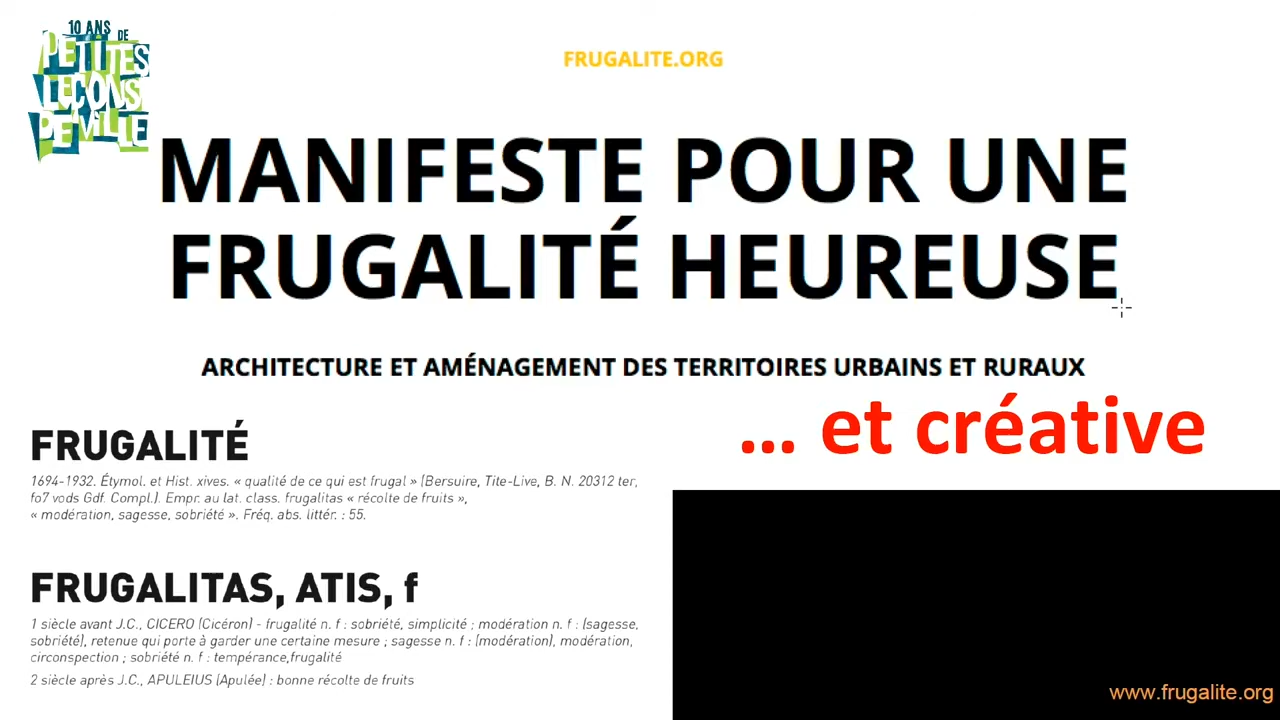 10 ANS DE
PETITES
LEÇONS
DE VILLE
FRUGALITE.ORG
MANIFESTE POUR UNE
FRUGALITÉ HEUREUSE
ARCHITECTURE ET AMÉNAGEMENT DES TERRITOIRES URBAINS ET RURAUX
... et créative
FRUGALITÉ
1694-1932. Étymol. et Hist. xives. « qualité de ce qui est frugal » (Bersuire, Tite-Live, B. N. 20312 ter,
fo7 vods Gdf. Compl.). Empr. au lat. class. frugalitas « récolte de fruits »,
« modération, sagesse, sobriété ». Fréq. abs. littér. : 55.
FRUGALITAS, ATIS, f
1 siècle avant J.C., CICERO (Cicéron) - frugalité n. f : sobriété, simplicité ; modération n. f : (sagesse,
sobriété), retenue qui porte à garder une certaine mesure ; sagesse n. f : (modération), modération,
circonspection ; sobriété n. f : tempérance,frugalité
2 siècle après J.C., APULEIUS (Apulée) : bonne récolte de fruits
www.frugalite.org